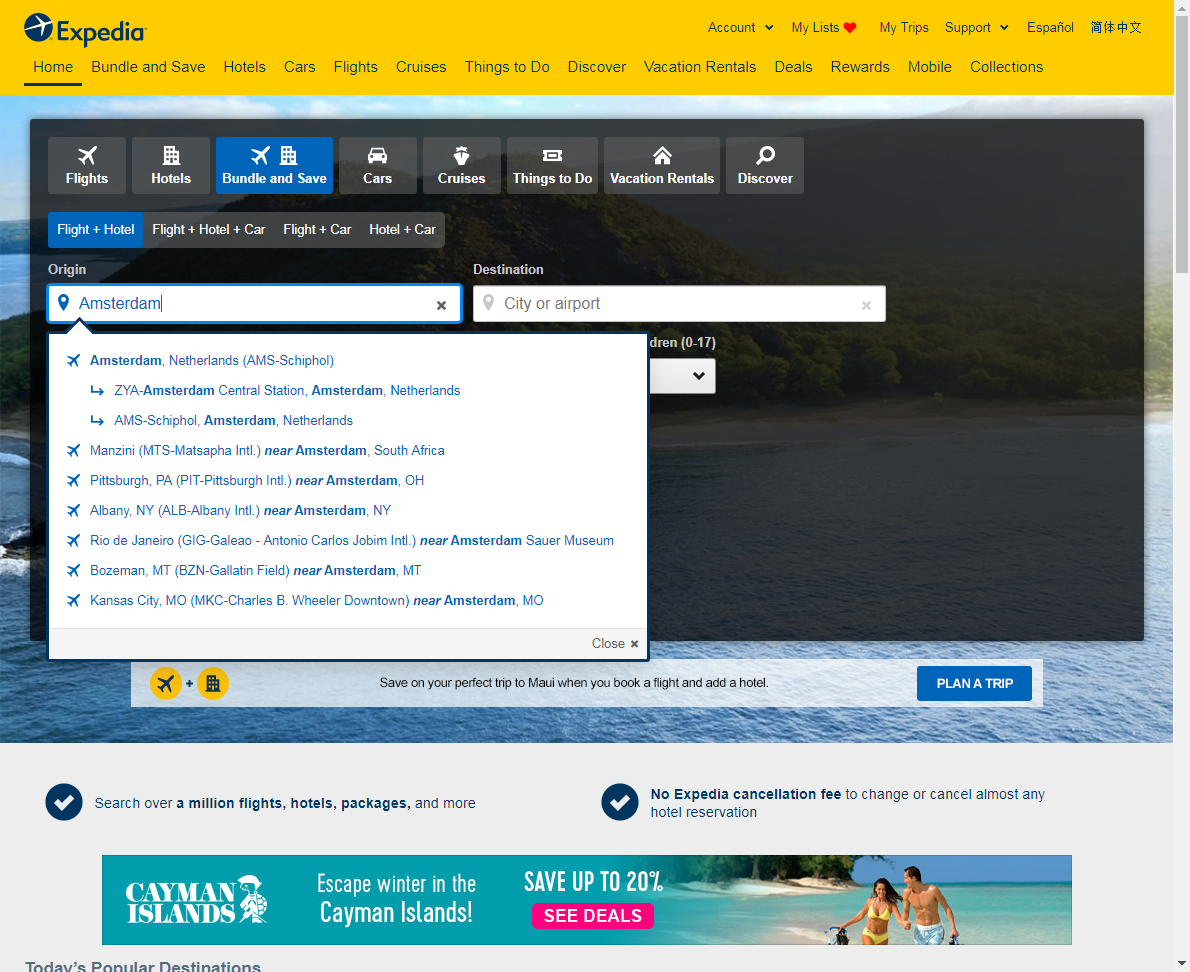 Expedia
Account
My Lists
My Trips
Support
Español
简体中文
Home
Bundle and Save
Hotels
Cars
Flights
Cruises
Things to Do
Discover
Vacation Rentals
Deals
Rewards
Mobile
Collections
Flights
Hotels
Bundle and Save
Cars
Cruises
Things to Do
Vacation Rentals
Discover
Flight + Hotel
Flight + Hotel + Car
Flight + Car
Hotel + Car
Origin
Destination
Amsterdam
City or airport
dren (0-17)
Amsterdam, Netherlands (AMS-Schiphol)
ZYA-Amsterdam Central Station, Amsterdam, Netherlands
AMS-Schiphol, Amsterdam, Netherlands
Manzini (MTS-Matsapha Intl.) near Amsterdam, South Africa
Pittsburgh, PA (PIT-Pittsburgh Intl.) near Amsterdam, OH
Albany, NY (ALB-Albany Intl.) near Amsterdam, NY
Rio de Janeiro (GIG-Galeao - Antonio Carlos Jobim Intl.) near Amsterdam Sauer Museum
Bozeman, MT (BZN-Gallatin Field) near Amsterdam, MT
Kansas City, MO (MKC-Charles B. Wheeler Downtown) near Amsterdam, MO
Close
+
Save on your perfect trip to Maui when you book a flight and add a hotel.
PLAN A TRIP
Search over a million flights, hotels, packages, and more
No Expedia cancellation fee to change or cancel almost any
hotel reservation
CAYMAN
ISLANDS
Escape winter in the
Cayman Islands!
SAVE UP TO 20%
SEE DEALS
Today's Popular Destinations